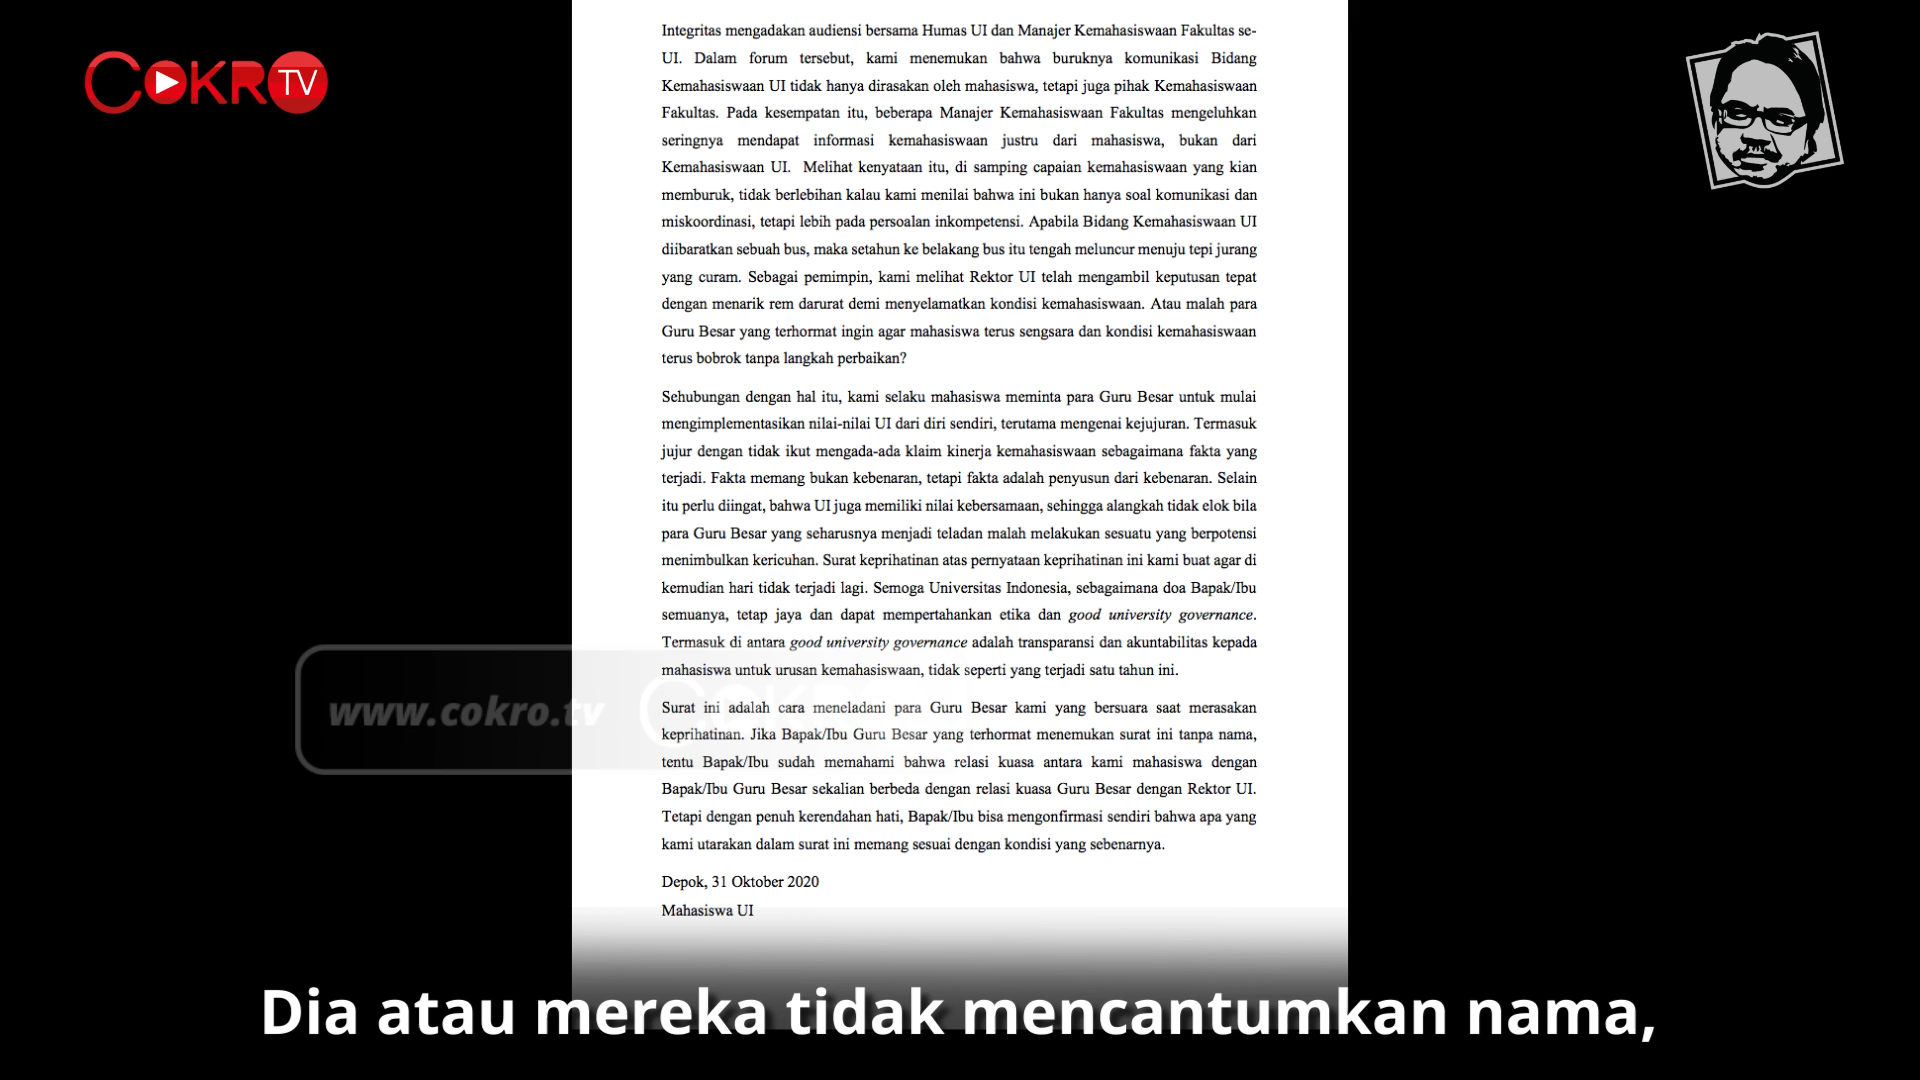 COKRO TV
Integritas mengadakan audiensi bersama Humas UI dan Manajer Kemahasiswaan Fakultas se-
UI. Dalam forum tersebut, kami menemukan bahwa buruknya komunikasi Bidang
Kemahasiswaan UI tidak hanya dirasakan oleh mahasiswa, tetapi juga pihak Kemahasiswaan
Fakultas. Pada kesempatan itu, beberapa Manajer Kemahasiswaan Fakultas mengeluhkan
seringnya mendapat informasi kemahasiswaan justru dari mahasiswa, bukan dari
Kemahasiswaan UI. Melihat kenyataan itu, di samping capaian kemahasiswaan yang kian
memburuk, tidak berlebihan kalau kami menilai bahwa ini bukan hanya soal komunikasi dan
miskoordinasi, tetapi lebih pada persoalan inkompetensi. Apabila Bidang Kemahasiswaan UI
diibaratkan sebuah bus, maka setahun ke belakang bus itu tengah meluncur menuju tepi jurang
yang curam. Sebagai pemimpin, kami melihat Rektor UI telah mengambil keputusan tepat
dengan menarik rem darurat demi menyelamatkan kondisi kemahasiswaan. Atau malah para
Guru Besar yang terhormat ingin agar mahasiswa terus sengsara dan kondisi kemahasiswaan
terus bobrok tanpa langkah perbaikan?
Sehubungan dengan hal itu, kami selaku mahasiswa meminta para Guru Besar untuk mulai
mengimplementasikan nilai-nilai UI dari diri sendiri, terutama mengenai kejujuran. Termasuk
jujur dengan tidak ikut mengada-ada klaim kinerja kemahasiswaan sebagaimana fakta yang
terjadi. Fakta memang bukan kebenaran, tetapi fakta adalah penyusun dari kebenaran. Selain
itu perlu diingat, bahwa UI juga memiliki nilai kebersamaan, sehingga alangkah tidak elok bila
para Guru Besar yang seharusnya menjadi teladan malah melakukan sesuatu yang berpotensi
menimbulkan kericuhan. Surat keprihatinan atas pernyataan keprihatinan ini kami buat agar di
kemudian hari tidak terjadi lagi. Semoga Universitas Indonesia, sebagaimana doa Bapak/Ibu
semuanya, tetap jaya dan dapat mempertahankan etika dan good university governance.
Termasuk di antara good university governance adalah transparansi dan akuntabilitas kepada
mahasiswa untuk urusan kemahasiswaan, tidak seperti yang terjadi satu tahun ini.
www.cokro.tv
Surat ini adalah cara meneladani para Guru Besar kami yang bersuara saat merasakan
keprihatinan. Jika Bapak/Ibu Guru Besar yang terhormat menemukan surat ini tanpa nama,
tentu Bapak/Ibu sudah memahami bahwa relasi kuasa antara kami mahasiswa dengan
Bapak/Ibu Guru Besar sekalian berbeda dengan relasi kuasa Guru Besar dengan Rektor UI.
Tetapi dengan penuh kerendahan hati, Bapak/Ibu bisa mengonfirmasi sendiri bahwa apa yang
kami utarakan dalam surat ini memang sesuai dengan kondisi yang sebenarnya.
Depok, 31 Oktober 2020
Mahasiswa UI
Dia atau mereka tidak mencantumkan nama,